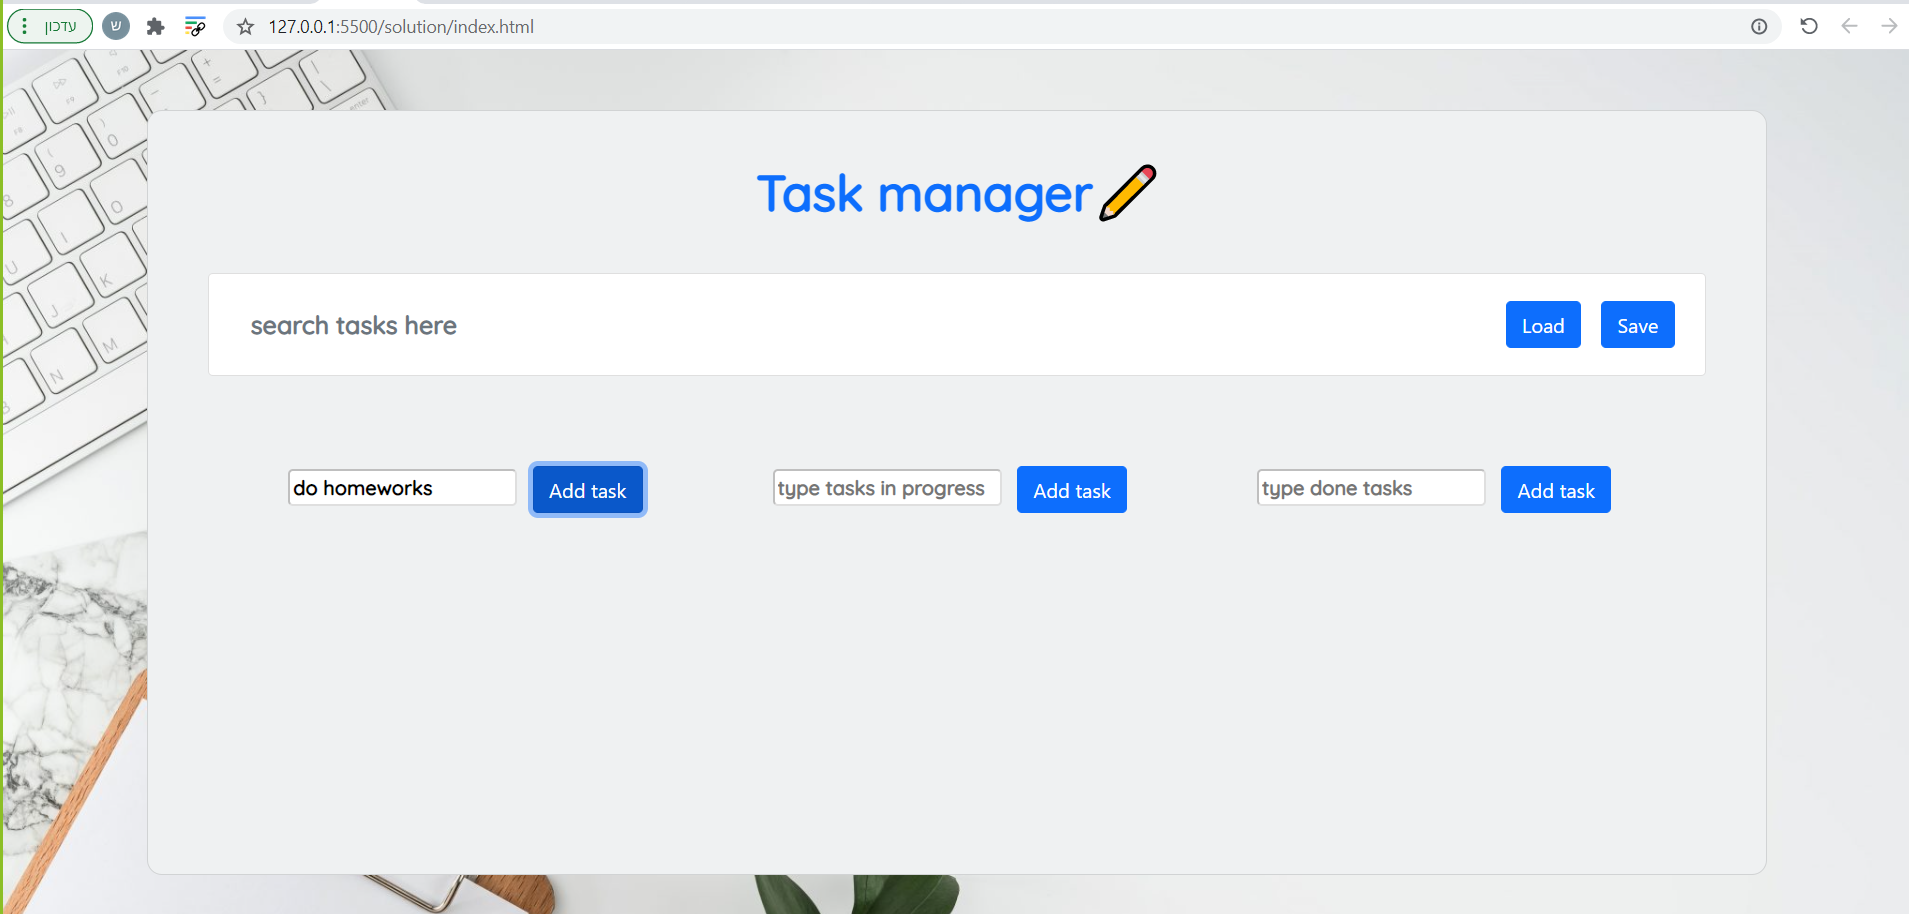 עדכון
ש
127.0.0.1:5500/solution/index.html
Task manager
search tasks here
Load
Save
do homeworks
Add task
type tasks in progress
Add task
type done tasks
Add task